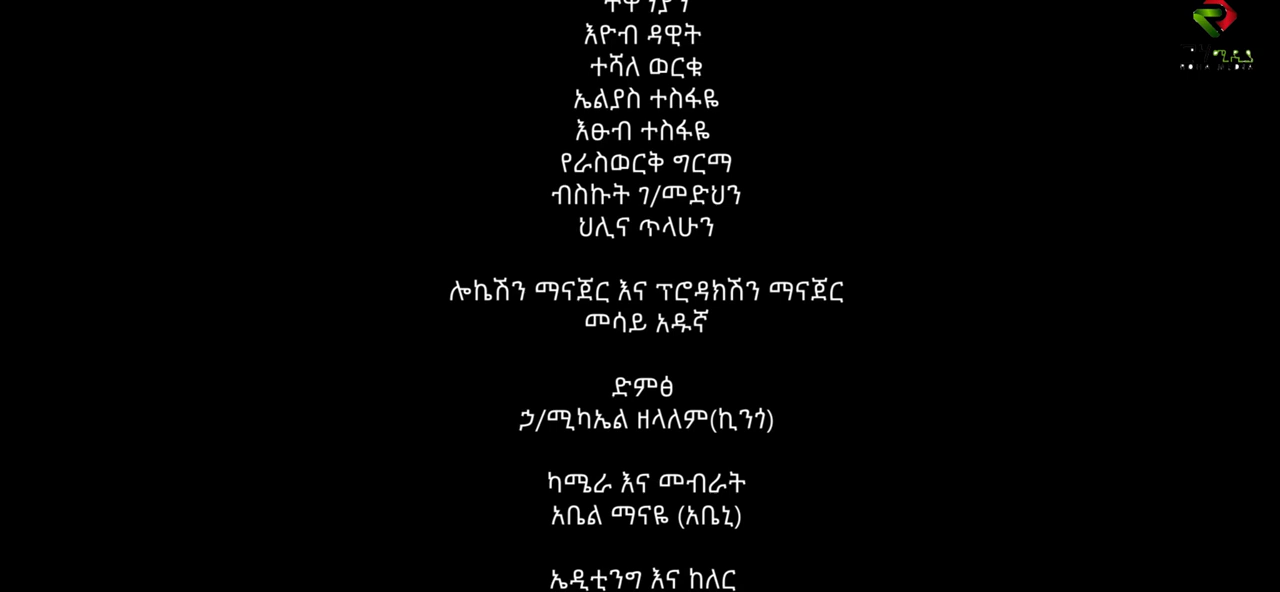 እዮብ ዳዊት
ተሻለ ወርቁ
ኤልያስ ተስፋዬ
እፁብ ተስፋዬ
የራስወርቅ ግርማ
ብስኩት ገ/መድህን
ህሊና ጥላሁን
ሎኬሽን ማናጀር እና ፕሮዳክሽን ማናጀር
መሳይ አዱኛ
ድምፅ
ኃ/ሚካኤል ዘላለም(ኪንጎ)
ካሜራ እና መብራት
አቤል ማናዬ (አቤኒ)
ኤዲቲንግ እና ከለር